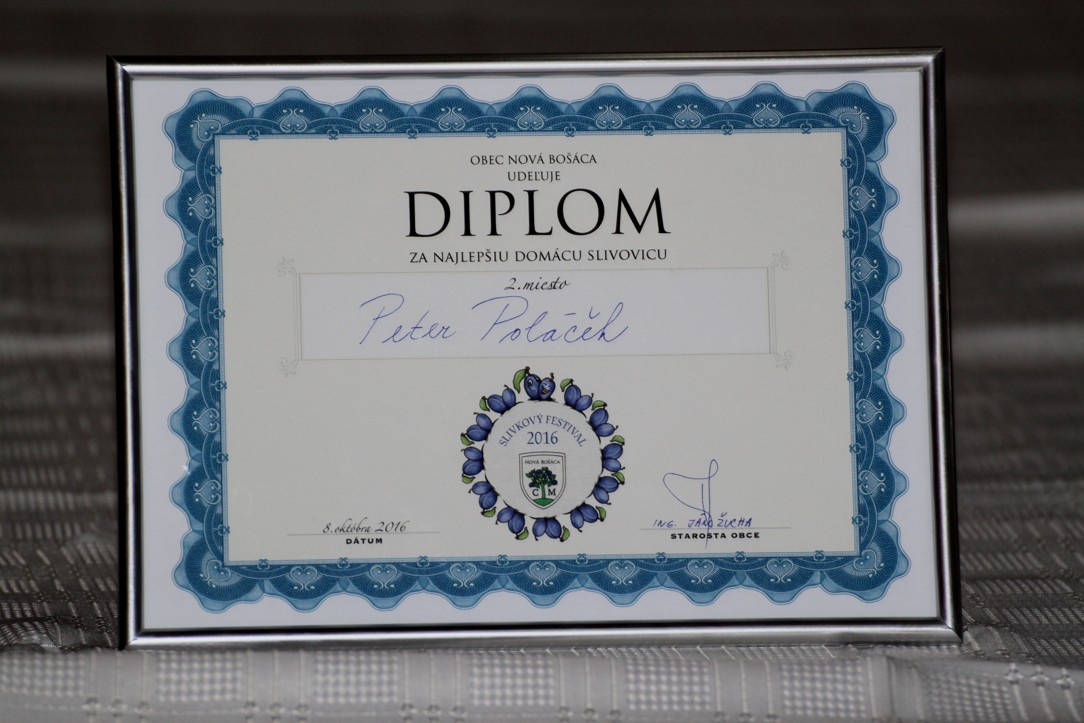 OBEC NOVÁ BOŠÁCA
UDEĽUJE
DIPLOM
ZA NAJLEPŠIU DOMÁCU SLIVOVICU
2.miesto
Peter Poláček
SLIVKOVÝ FESTIVAL
2016
NOVÁ BOŠÁCA
C M
8.októbra 2016
DÁTUM
ING. JÁN ŽUCHA
STAROSTA OBCE